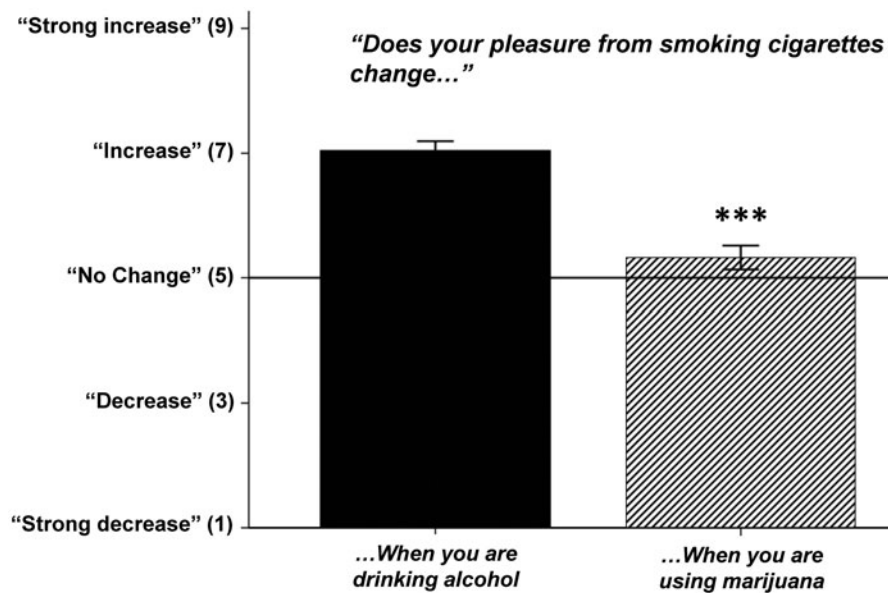 “Strong increase” (9)
“Does your pleasure from smoking cigarettes
change…”
“Increase” (7)
***
“No Change” (5)
“Decrease” (3)
“Strong decrease” (1)
…When you are
drinking alcohol
…When you are
using marijuana